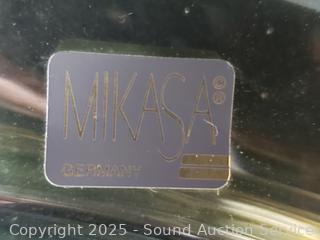 MIKASA ©®
GERMANY
Copyright 2025 - Sound Auction Service